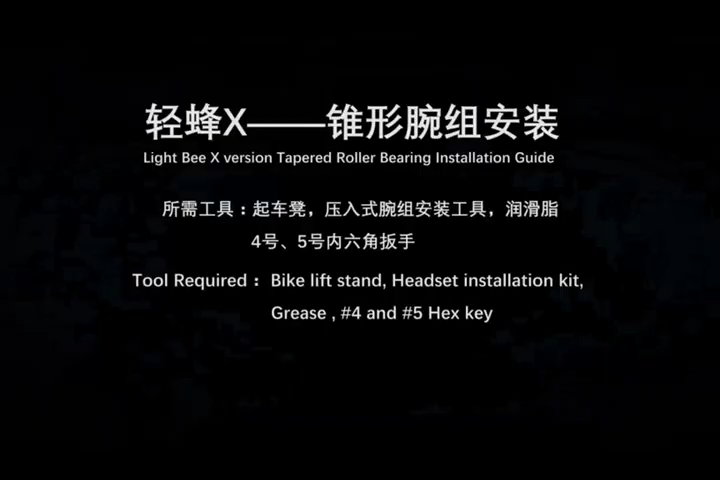 轻蜂X——锥形腕组安装
Light Bee X version Tapered Roller Bearing Installation Guide
所需工具：起车凳，压入式腕组安装工具，润滑脂
4号、5号内六角扳手
Tool Required： Bike lift stand, Headset installation kit,
Grease , #4 and #5 Hex key